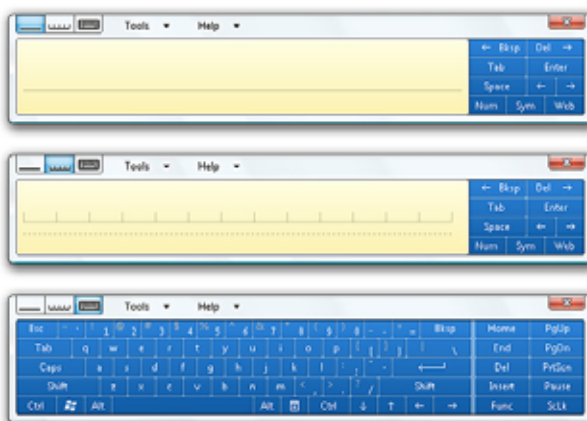 Tools Help
← Bksp Del →
Tab Enter
Space ← →
Num Sym Web
Tools Help
← Bksp Del →
Tab Enter
Space ← →
Num Sym Web
Tools Help
Esc 1 2 3 4 5 6 7 8 9 0 - = Bksp Home PgUp
Tab q w e r t y u i o p [ ] \ End PgDn
Caps a s d f g h j k l ; ' Del PrtScn
Shift z x c v b n m , . / Shift Insert Pause
Ctrl Alt Alt Ctrl ↓ ↑ ← → Func ScLk